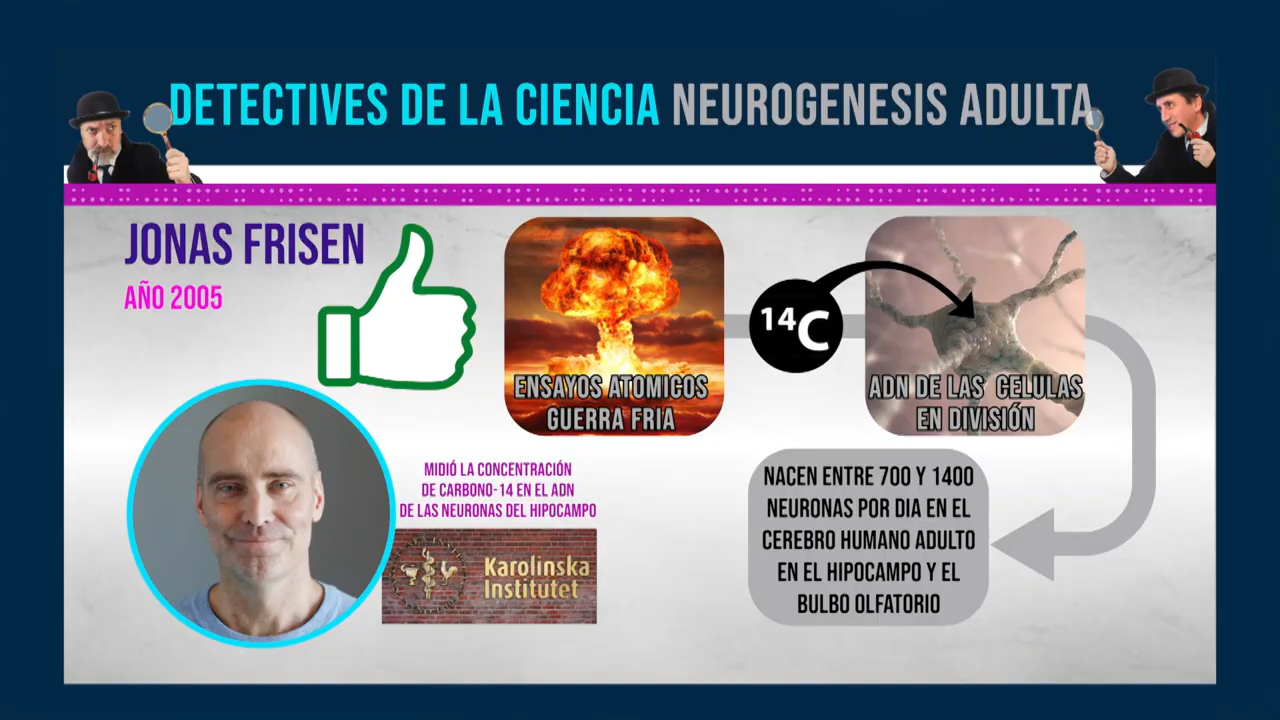 DETECTIVES DE LA CIENCIA NEUROGENESIS ADULTA
JONAS FRISEN
AÑO 2005
ENSAYOS ATOMICOS
GUERRA FRIA
14C
ADN DE LAS CELULAS
EN DIVISIÓN
MIDIÓ LA CONCENTRACIÓN
DE CARBONO-14 EN EL ADN
DE LAS NEURONAS DEL HIPOCAMPO
Karolinska
Institutet
NACEN ENTRE 700 Y 1400
NEURONAS POR DIA EN EL
CEREBRO HUMANO ADULTO
EN EL HIPOCAMPO Y EL
BULBO OLFATORIO